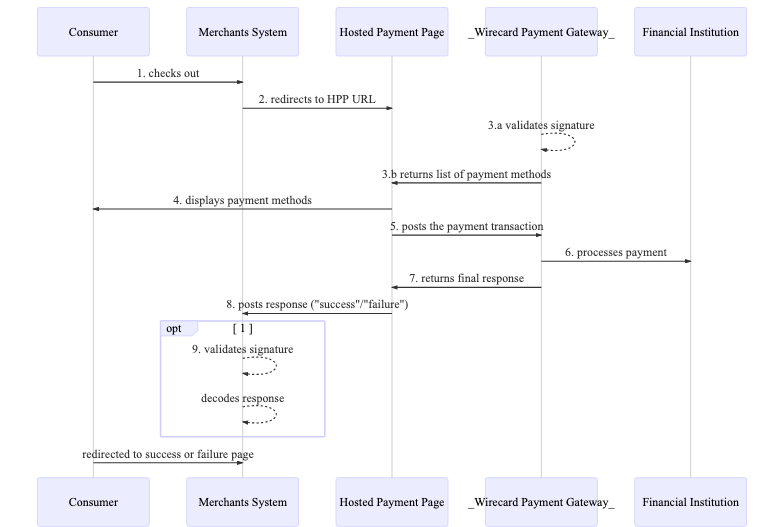 Consumer
Merchants System
Hosted Payment Page
_Wirecard Payment Gateway_
Financial Institution
1. checks out
2. redirects to HPP URL
3.a validates signature
3.b returns list of payment methods
4. displays payment methods
5. posts the payment transaction
6. processes payment
7. returns final response
8. posts response ("success"/"failure")
opt
[ 1 ]
9. validates signature
decodes response
redirected to success or failure page
Consumer
Merchants System
Hosted Payment Page
_Wirecard Payment Gateway_
Financial Institution